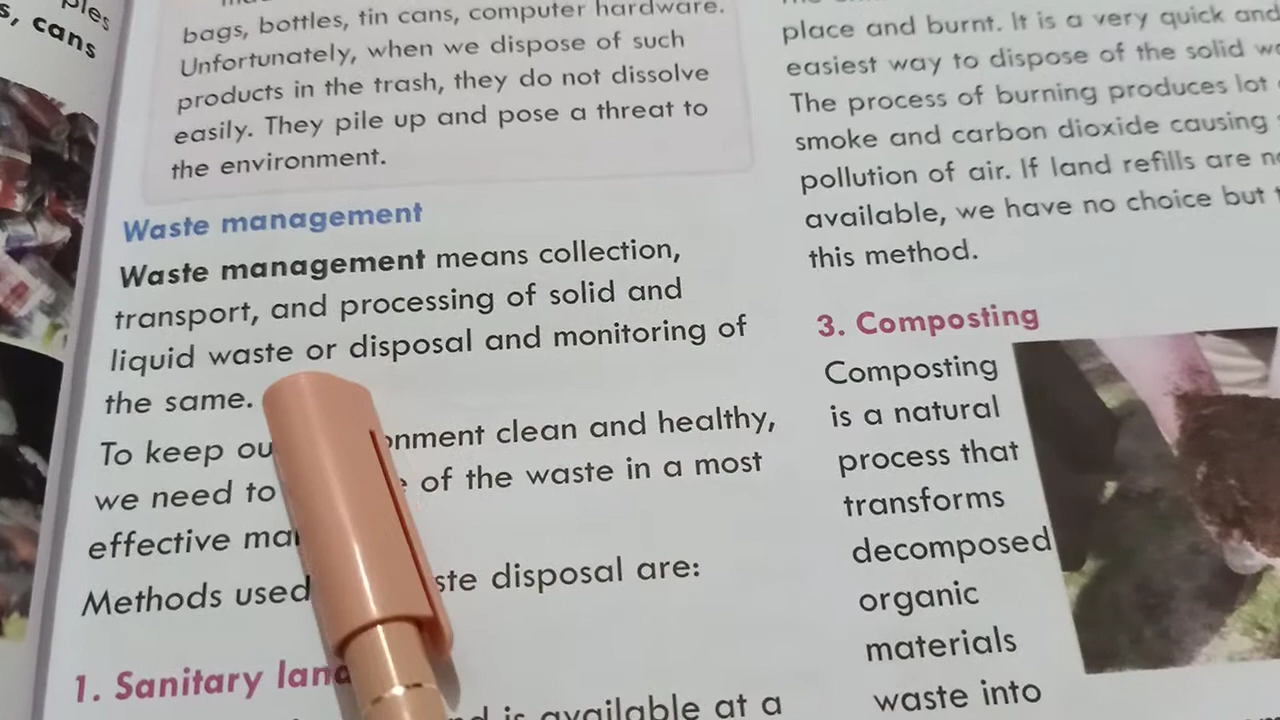 s, cans
bags, bottles, tin cans, computer hardware.
Unfortunately, when we dispose of such
products in the trash, they do not dissolve
easily. They pile up and pose a threat to
the environment.
Waste management
Waste management means collection,
transport, and processing of solid and
liquid waste or disposal and monitoring of
the same.
To keep ou onment clean and healthy,
we need to of the waste in a most
effective
Methods used disposal are:
1. Sanitary
is available at a
place and burnt. It is a very quick and
easiest way to dispose of the solid
The process of burning produces lot
smoke and carbon dioxide causing
pollution of air. If land refills are
available, we have no choice but
this method.
3. Composting
Composting
is a natural
process that
transforms
decomposed
organic
materials
waste into